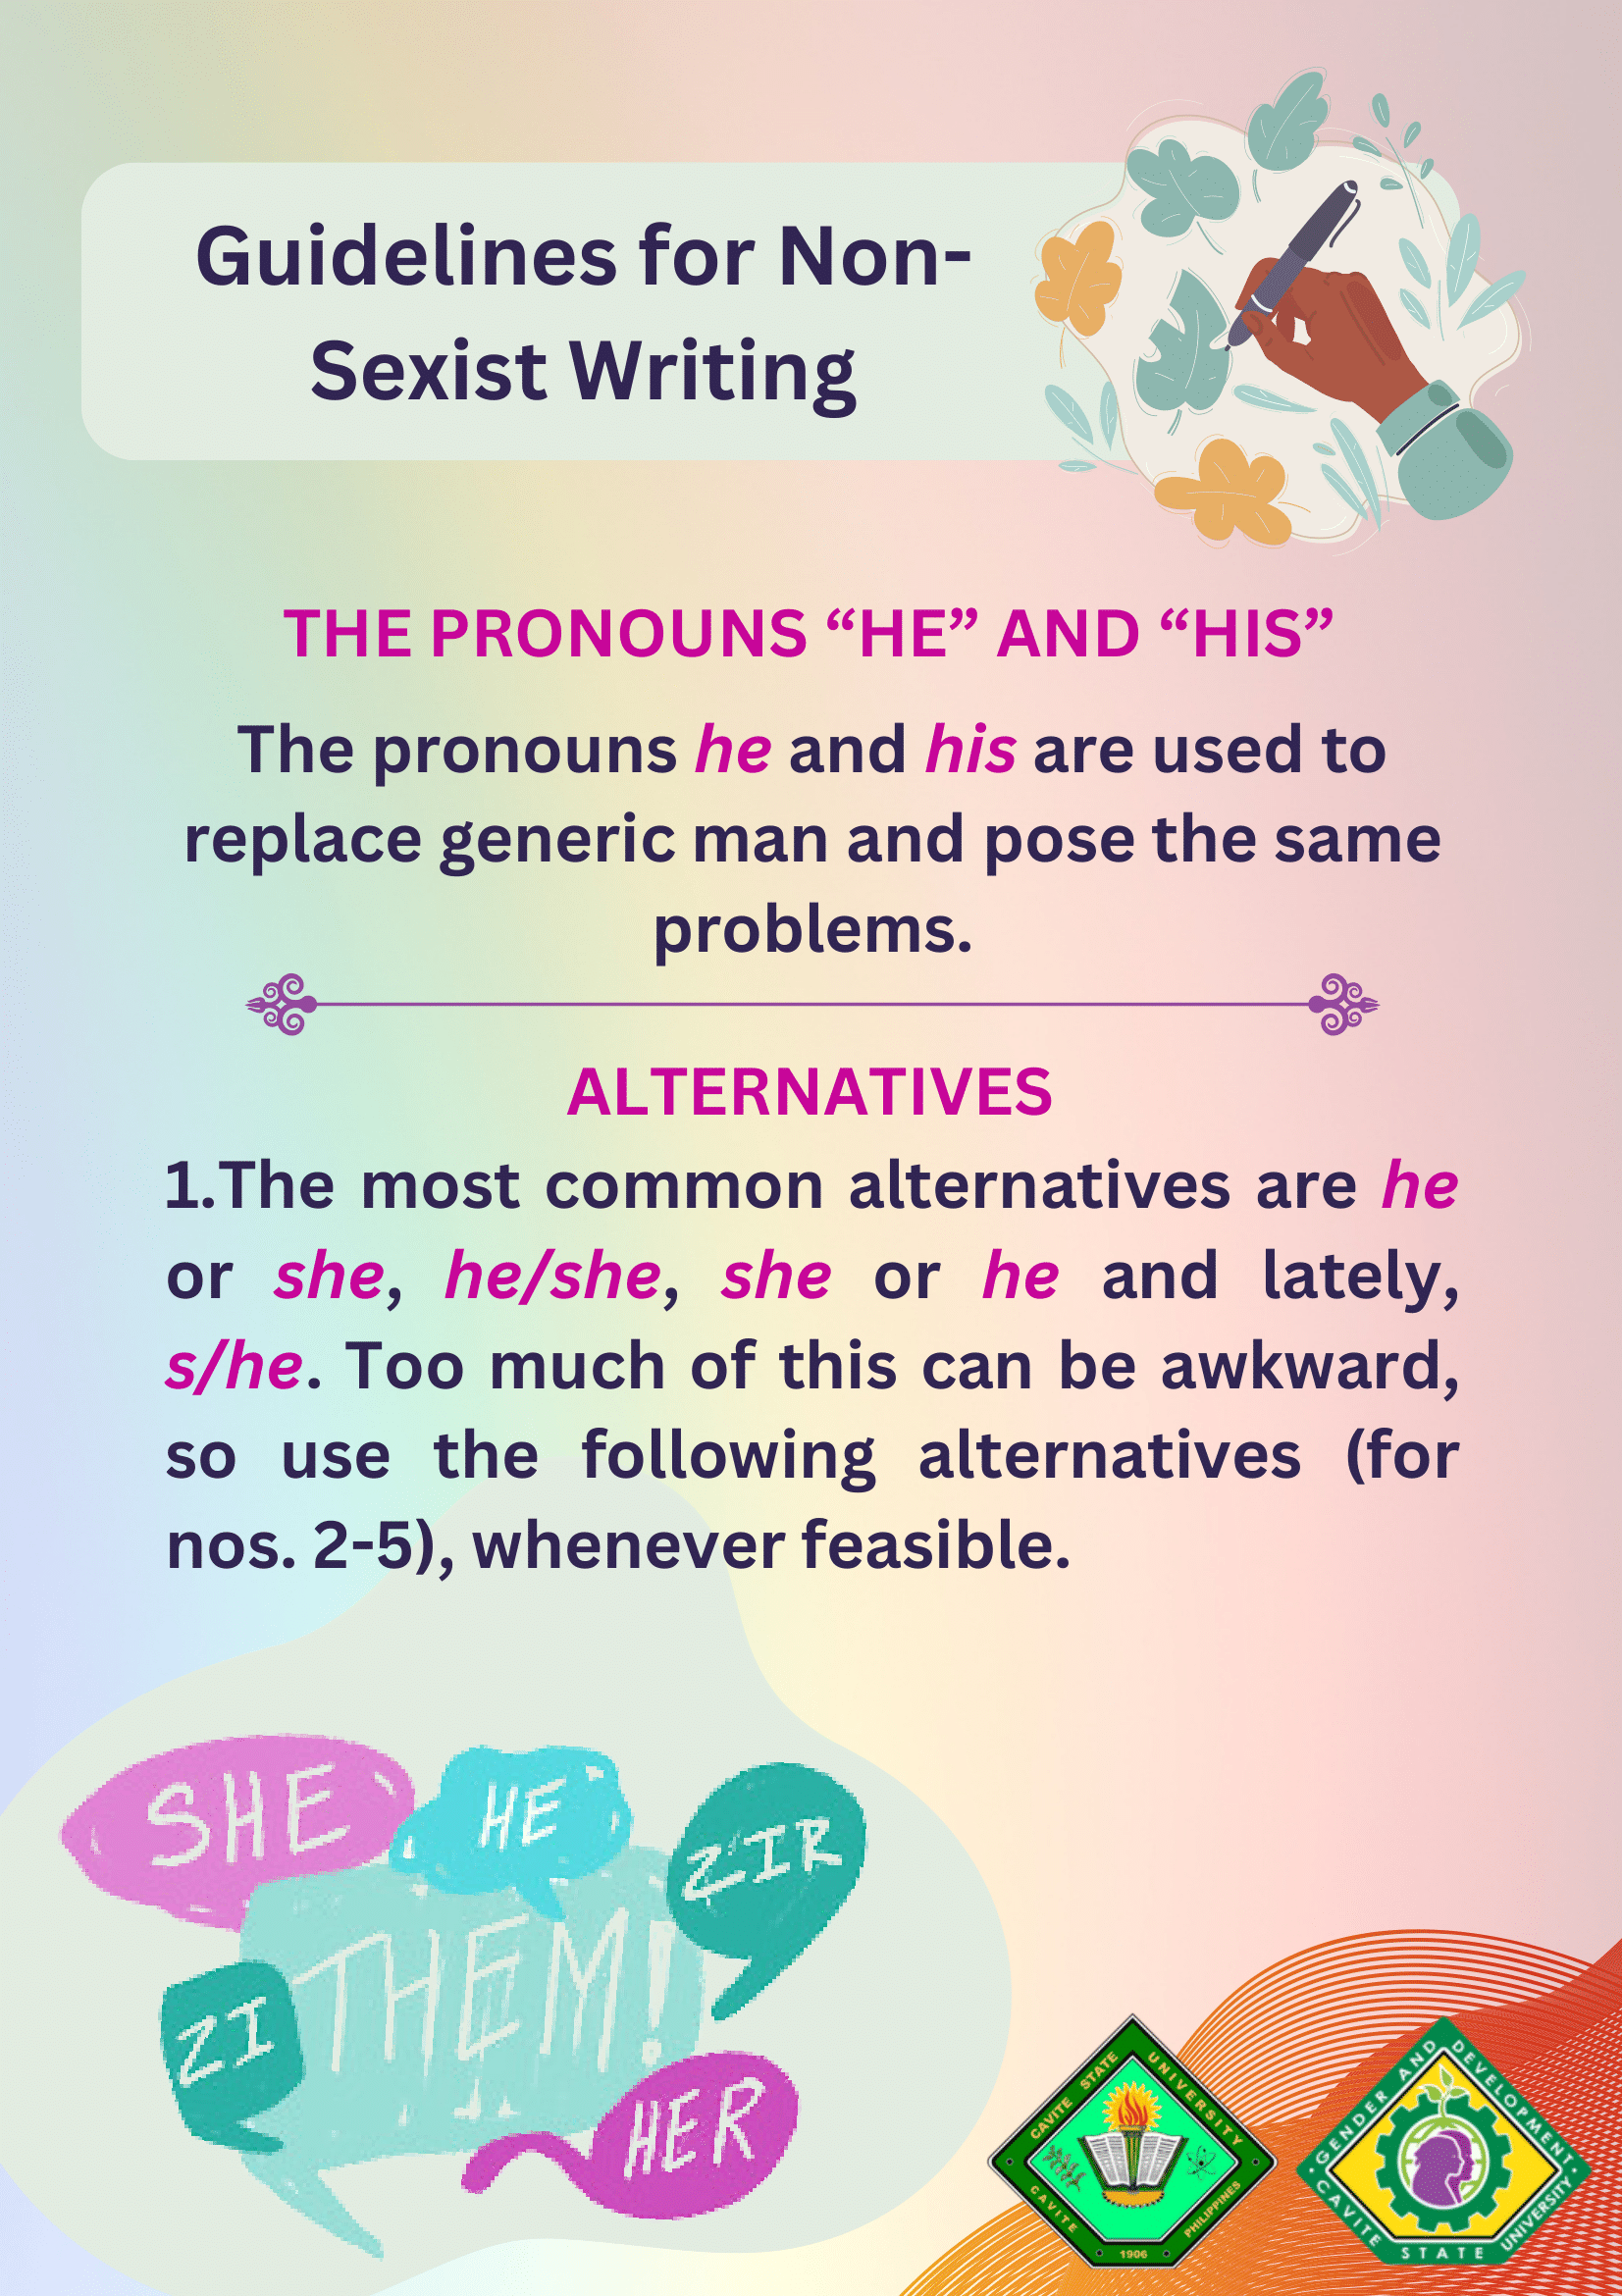 Guidelines for Non-
Sexist Writing
THE PRONOUNS “HE” AND “HIS”
The pronouns he and his are used to
replace generic man and pose the same
problems.
ALTERNATIVES
1.The most common alternatives are he
or she, he/she, she or he and lately,
s/he. Too much of this can be awkward,
so use the following alternatives (for
nos. 2-5), whenever feasible.
SHE
HE
ZIR
THEM!
ZI
HER
CAVITE STATE UNIVERSITY
CAVITE PHILIPPINES
1906
GENDER AND DEVELOPMENT
CAVITE STATE UNIVERSITY